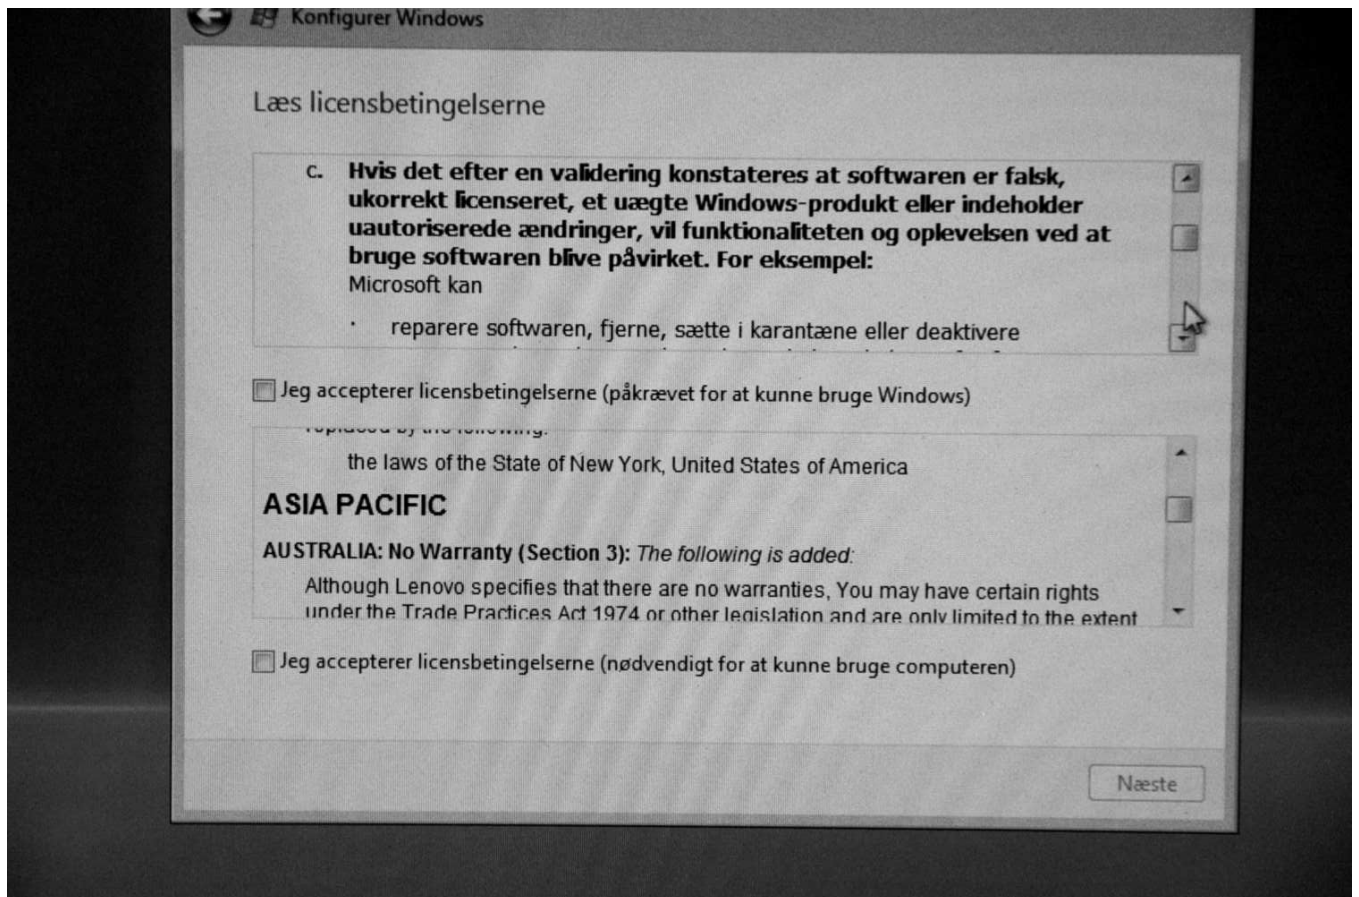 Konfigurer Windows
Læs licensbetingelserne
c. Hvis det efter en validering konstateres at softwaren er falsk,
ukorrekt licenseret, et uægte Windows-produkt eller indeholder
uautoriserede ændringer, vil funktionaliteten og oplevelsen ved at
bruge softwaren blive påvirket. For eksempel:
Microsoft kan
· reparere softwaren, fjerne, sætte i karantæne eller deaktivere
Jeg accepterer licensbetingelserne (påkrævet for at kunne bruge Windows)
replaced by the following:
the laws of the State of New York, United States of America
ASIA PACIFIC
AUSTRALIA: No Warranty (Section 3): The following is added:
Although Lenovo specifies that there are no warranties, You may have certain rights
under the Trade Practices Act 1974 or other legislation and are only limited to the extent
Jeg accepterer licensbetingelserne (nødvendigt for at kunne bruge computeren)
Næste